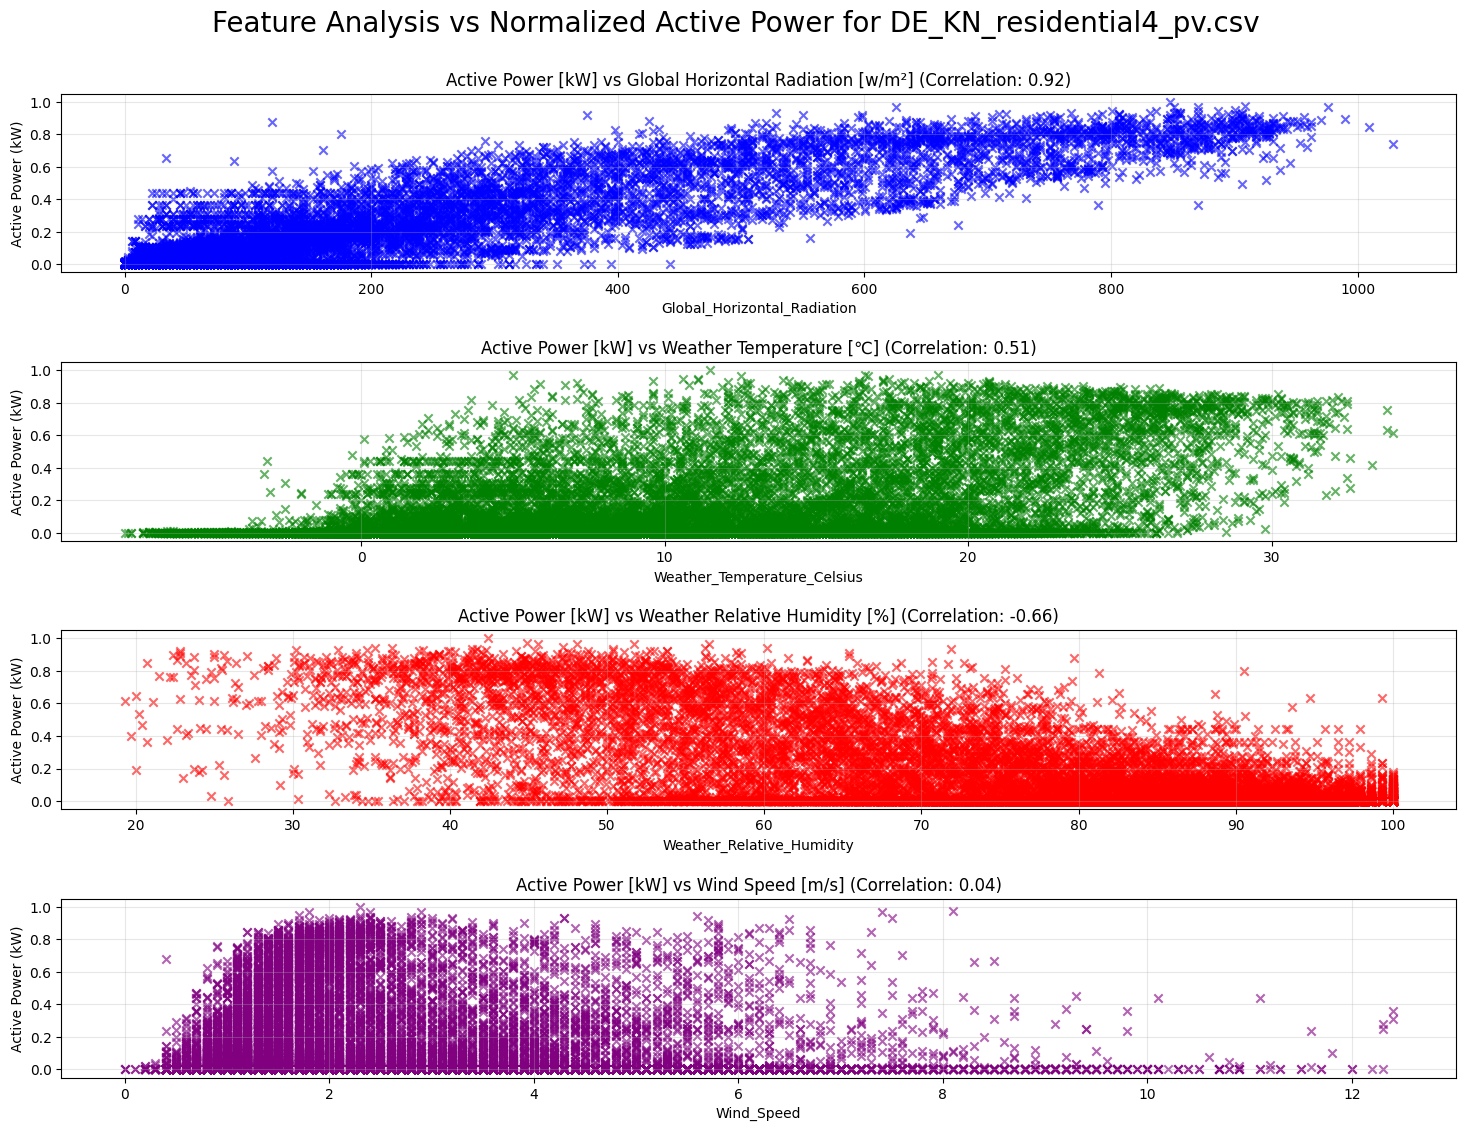 Feature Analysis vs Normalized Active Power for DE_KN_residential4_pv.csv
Active Power [kW] vs Global Horizontal Radiation [w/m²] (Correlation: 0.92)
Active Power (kW)
1.0
0.8
0.6
0.4
0.2
0.0
0 200 400 600 800 1000
Global_Horizontal_Radiation
Active Power [kW] vs Weather Temperature [℃] (Correlation: 0.51)
Active Power (kW)
1.0
0.8
0.6
0.4
0.2
0.0
0 10 20 30
Weather_Temperature_Celsius
Active Power [kW] vs Weather Relative Humidity [%] (Correlation: -0.66)
Active Power (kW)
1.0
0.8
0.6
0.4
0.2
0.0
20 30 40 50 60 70 80 90 100
Weather_Relative_Humidity
Active Power [kW] vs Wind Speed [m/s] (Correlation: 0.04)
Active Power (kW)
1.0
0.8
0.6
0.4
0.2
0.0
0 2 4 6 8 10 12
Wind_Speed